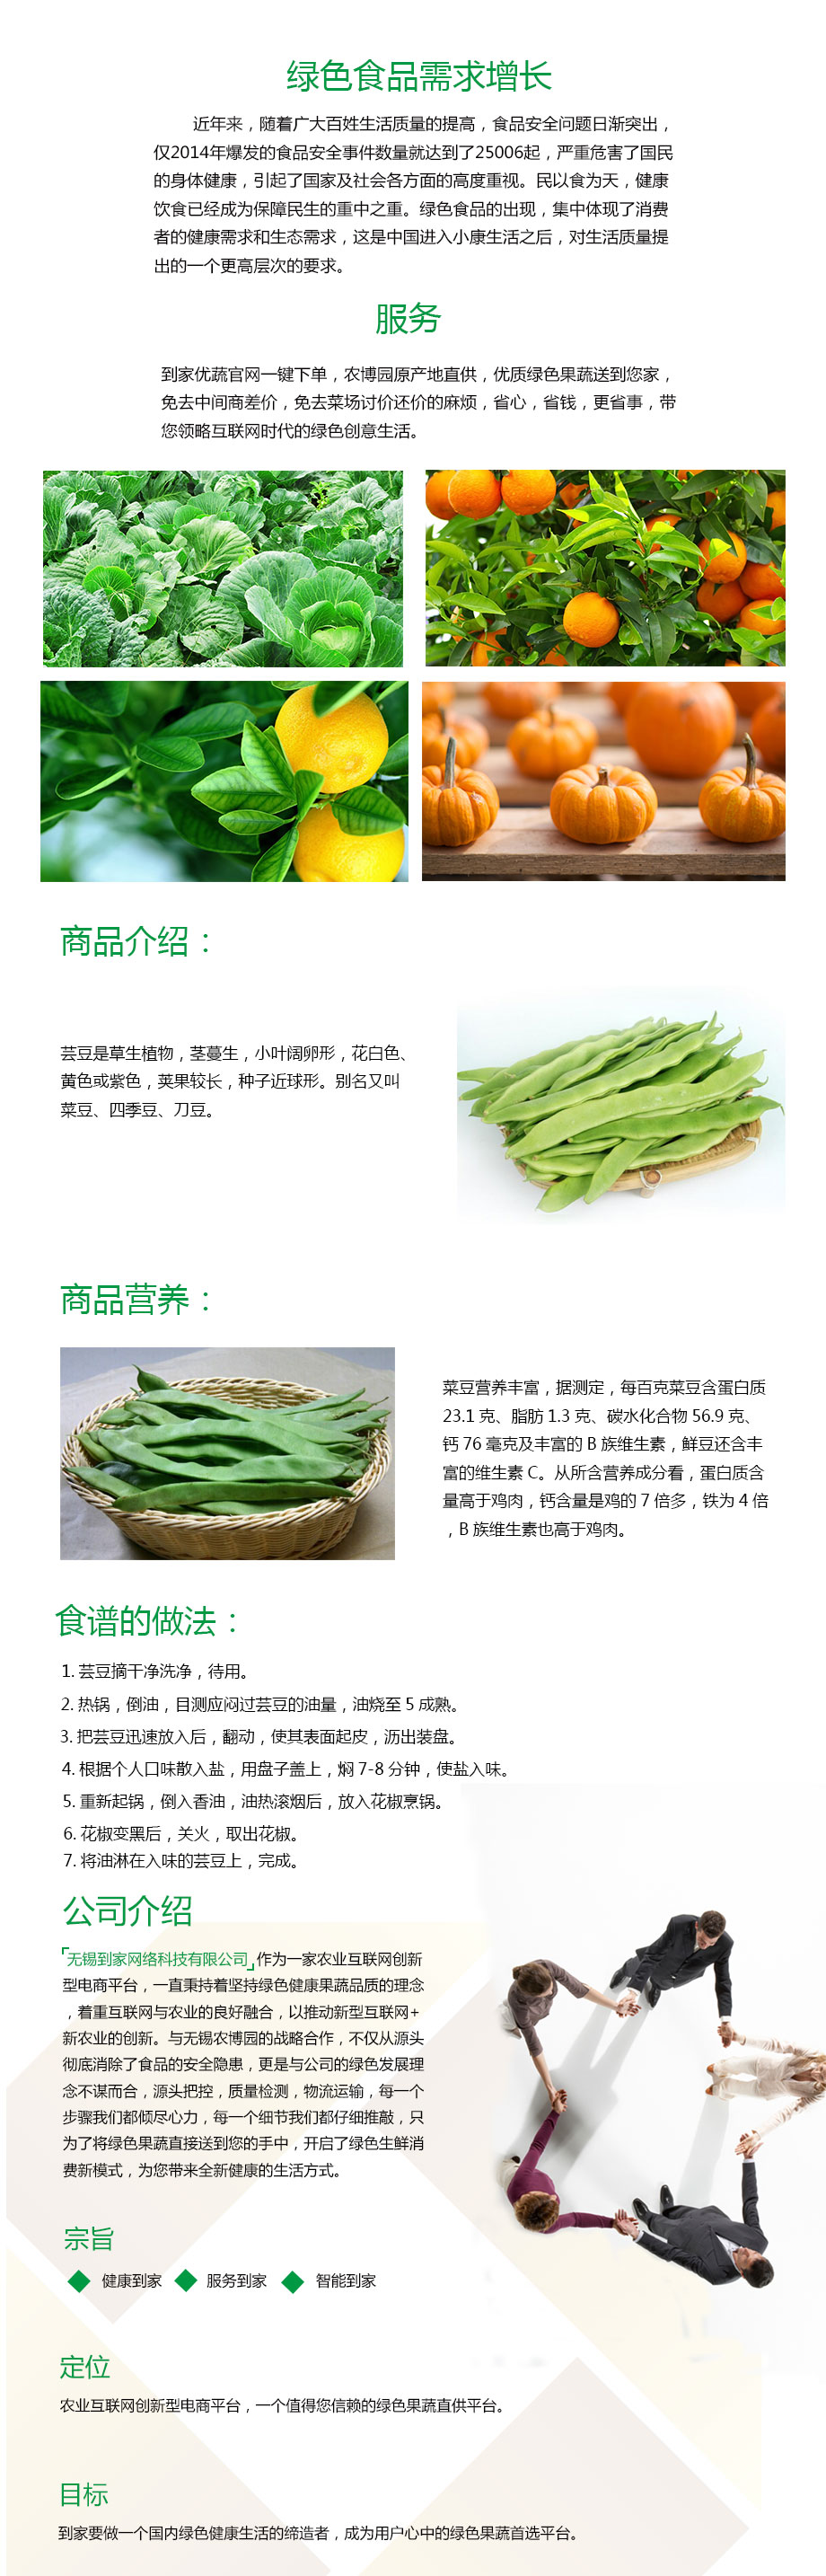 绿色食品需求增长
近年来，随着广大百姓生活质量的提高，食品安全问题日渐突出，
仅2014年爆发的食品安全事件数量就达到了25006起，严重危害了国民
的身体健康，引起了国家及社会各方面的高度重视。民以食为天，健康
饮食已经成为保障民生的重中之重。绿色食品的出现，集中体现了消费
者的健康需求和生态需求，这是中国进入小康生活之后，对生活质量提
出的一个更高层次的要求。
服务
到家优蔬官网一键下单，农博园原产地直供，优质绿色果蔬送到您家，
免去中间商差价，免去菜场讨价还价的麻烦，省心，省钱，更省事，带
您领略互联网时代的绿色创意生活。
商品介绍：
芸豆是草生植物，茎蔓生，小叶阔卵形，花白色、
黄色或紫色，荚果较长，种子近球形。别名又叫
菜豆、四季豆、刀豆。
商品营养：
菜豆营养丰富，据测定，每百克菜豆含蛋白质
23.1 克、脂肪 1.3 克、碳水化合物 56.9 克、
钙 76 毫克及丰富的 B 族维生素，鲜豆还含丰
富的维生素 C。从所含营养成分看，蛋白质含
量高于鸡肉，钙含量是鸡的 7 倍多，铁为 4 倍
，B 族维生素也高于鸡肉。
食谱的做法：
1. 芸豆摘干净洗净，待用。
2. 热锅，倒油，目测应闷过芸豆的油量，油烧至 5 成熟。
3. 把芸豆迅速放入后，翻动，使其表面起皮，沥出装盘。
4. 根据个人口味散入盐，用盘子盖上，焖 7-8 分钟，使盐入味。
5. 重新起锅，倒入香油，油热滚烟后，放入花椒烹锅。
6. 花椒变黑后，关火，取出花椒。
7. 将油淋在入味的芸豆上，完成。
公司介绍
「无锡到家网络科技有限公司」作为一家农业互联网创新
型电商平台，一直秉持着坚持绿色健康果蔬品质的理念
，着重互联网与农业的良好融合，以推动新型互联网+
新农业的创新。与无锡农博园的战略合作，不仅从源头
彻底消除了食品的安全隐患，更是与公司的绿色发展理
念不谋而合，源头把控，质量检测，物流运输，每一个
步骤我们都倾尽心力，每一个细节我们都仔细推敲，只
为了将绿色果蔬直接送到您的手中，开启了绿色生鲜消
费新模式，为您带来全新健康的生活方式。
宗旨
健康到家 服务到家 智能到家
定位
农业互联网创新型电商平台，一个值得您信赖的绿色果蔬直供平台。
目标
到家要做一个国内绿色健康生活的缔造者，成为用户心中的绿色果蔬首选平台。